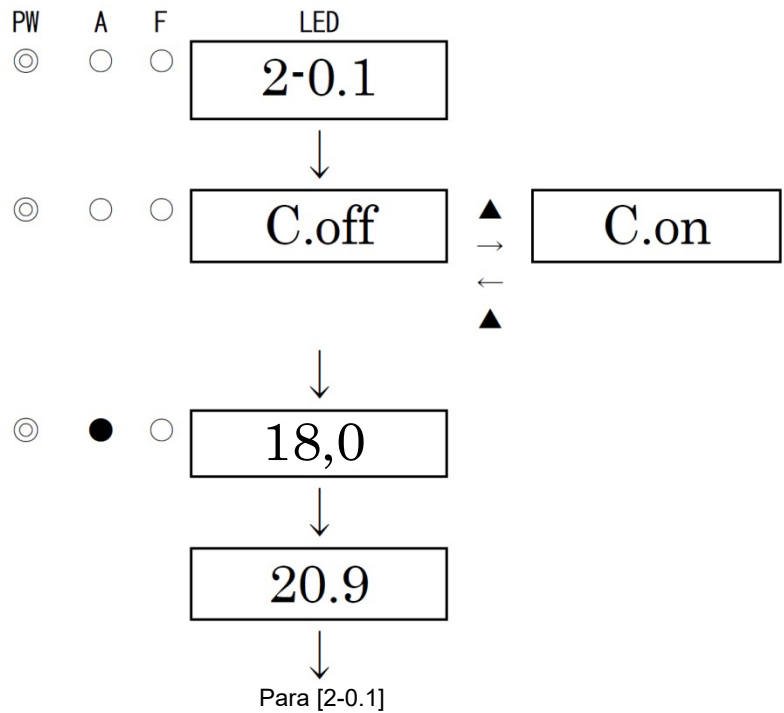 PW A F LED
2-0.1
C.off ▲ → ← ▲ C.on
18,0
20.9
Para [2-0.1]